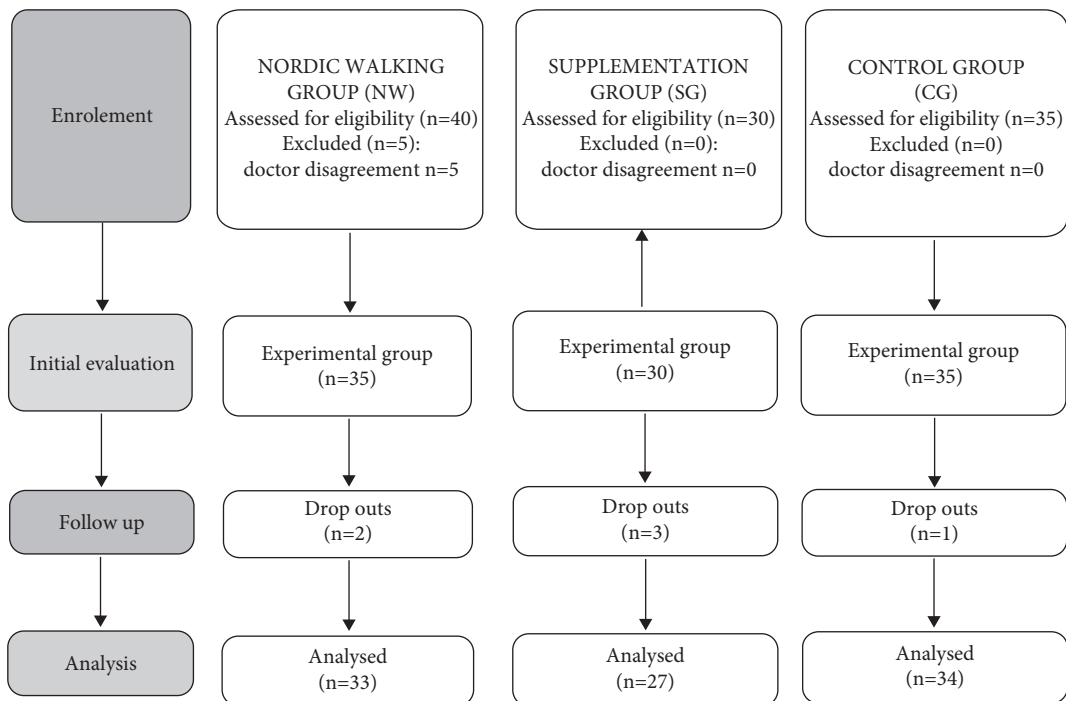 Enrolement
NORDIC WALKING
GROUP (NW)
Assessed for eligibility (n=40)
Excluded (n=5):
doctor disagreement n=5
SUPPLEMENTATION
GROUP (SG)
Assessed for eligibility (n=30)
Excluded (n=0):
doctor disagreement n=0
CONTROL GROUP
(CG)
Assessed for eligibility (n=35)
Excluded (n=0)
doctor disagreement n=0
Initial evaluation
Experimental group
(n=35)
Experimental group
(n=30)
Experimental group
(n=35)
Follow up
Drop outs
(n=2)
Drop outs
(n=3)
Drop outs
(n=1)
Analysis
Analysed
(n=33)
Analysed
(n=27)
Analysed
(n=34)